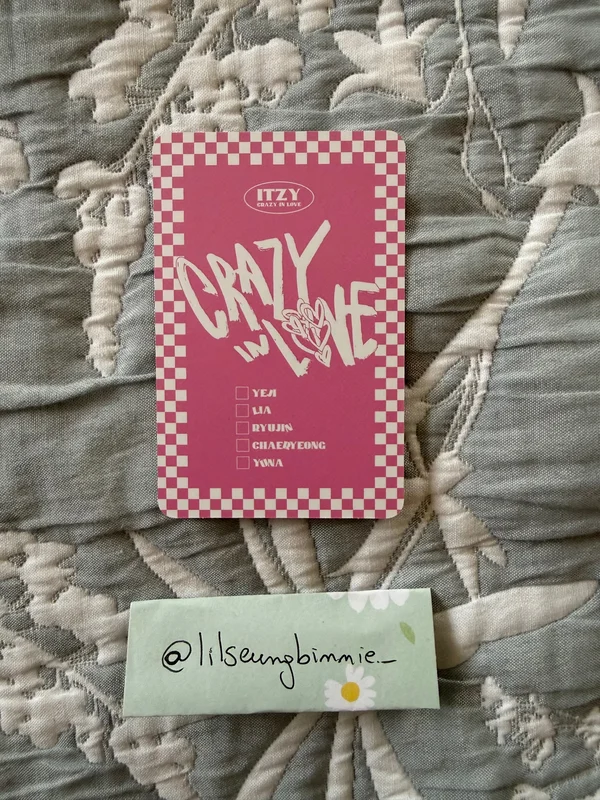 ITZY
CRAZY IN LOVE
CRAZY
IN LOVE
YEJI
LIA
RYUJIN
CHAERYEONG
YUNA
@lilseungbinnie_